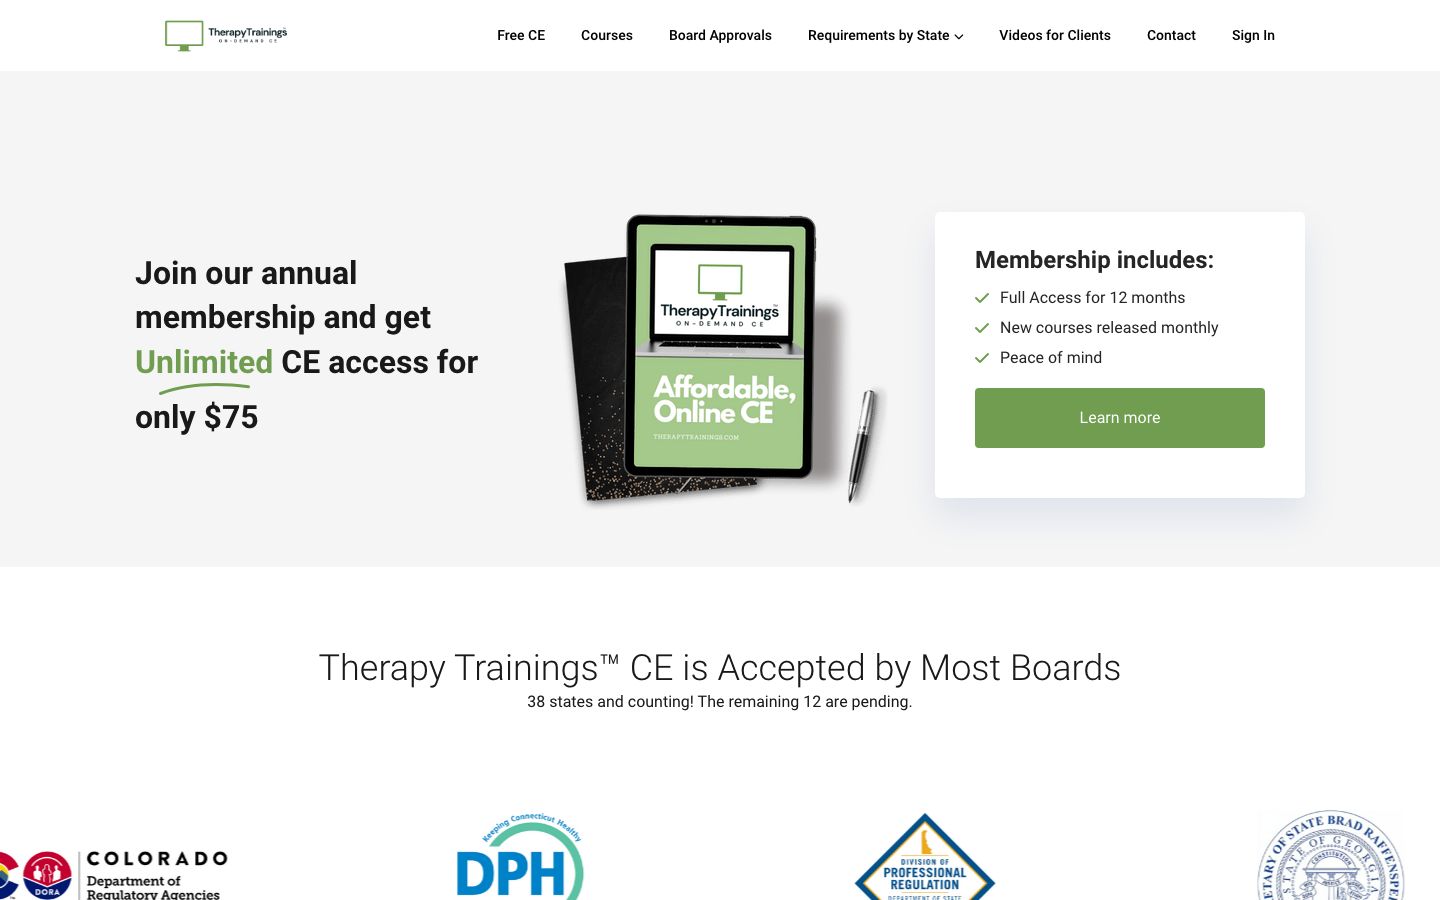 TherapyTrainings
ON-DEMAND CE
Free CE
Courses
Board Approvals
Requirements by State
Videos for Clients
Contact
Sign In
Join our annual
membership and get
Unlimited CE access for
only $75
TherapyTrainings™
ON-DEMAND CE
Affordable,
Online CE
THERAPYTRAININGS.COM
Membership includes:
Full Access for 12 months
New courses released monthly
Peace of mind
Learn more
Therapy Trainings™ CE is Accepted by Most Boards
38 states and counting! The remaining 12 are pending.
DORA
COLORADO
Department of
Regulatory Agencies
Keeping Connecticut Healthy
DPH
DIVISION OF
PROFESSIONAL
REGULATION
DEPARTMENT OF STATE
OF STATE BRAD
STATE OF GEORGIA
CONSTITUTION